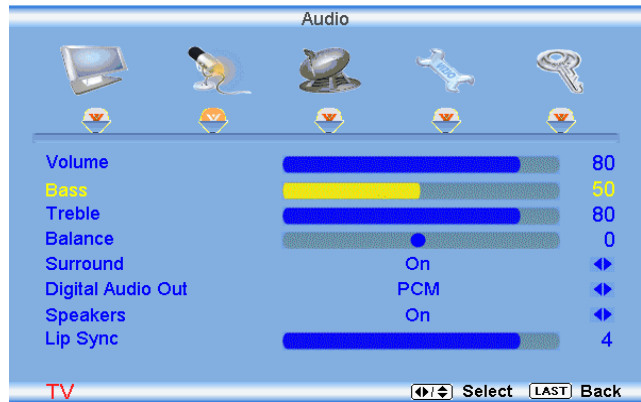 Audio
Volume 80
Bass 50
Treble 80
Balance 0
Surround On
Digital Audio Out PCM
Speakers On
Lip Sync 4
TV Select LAST Back